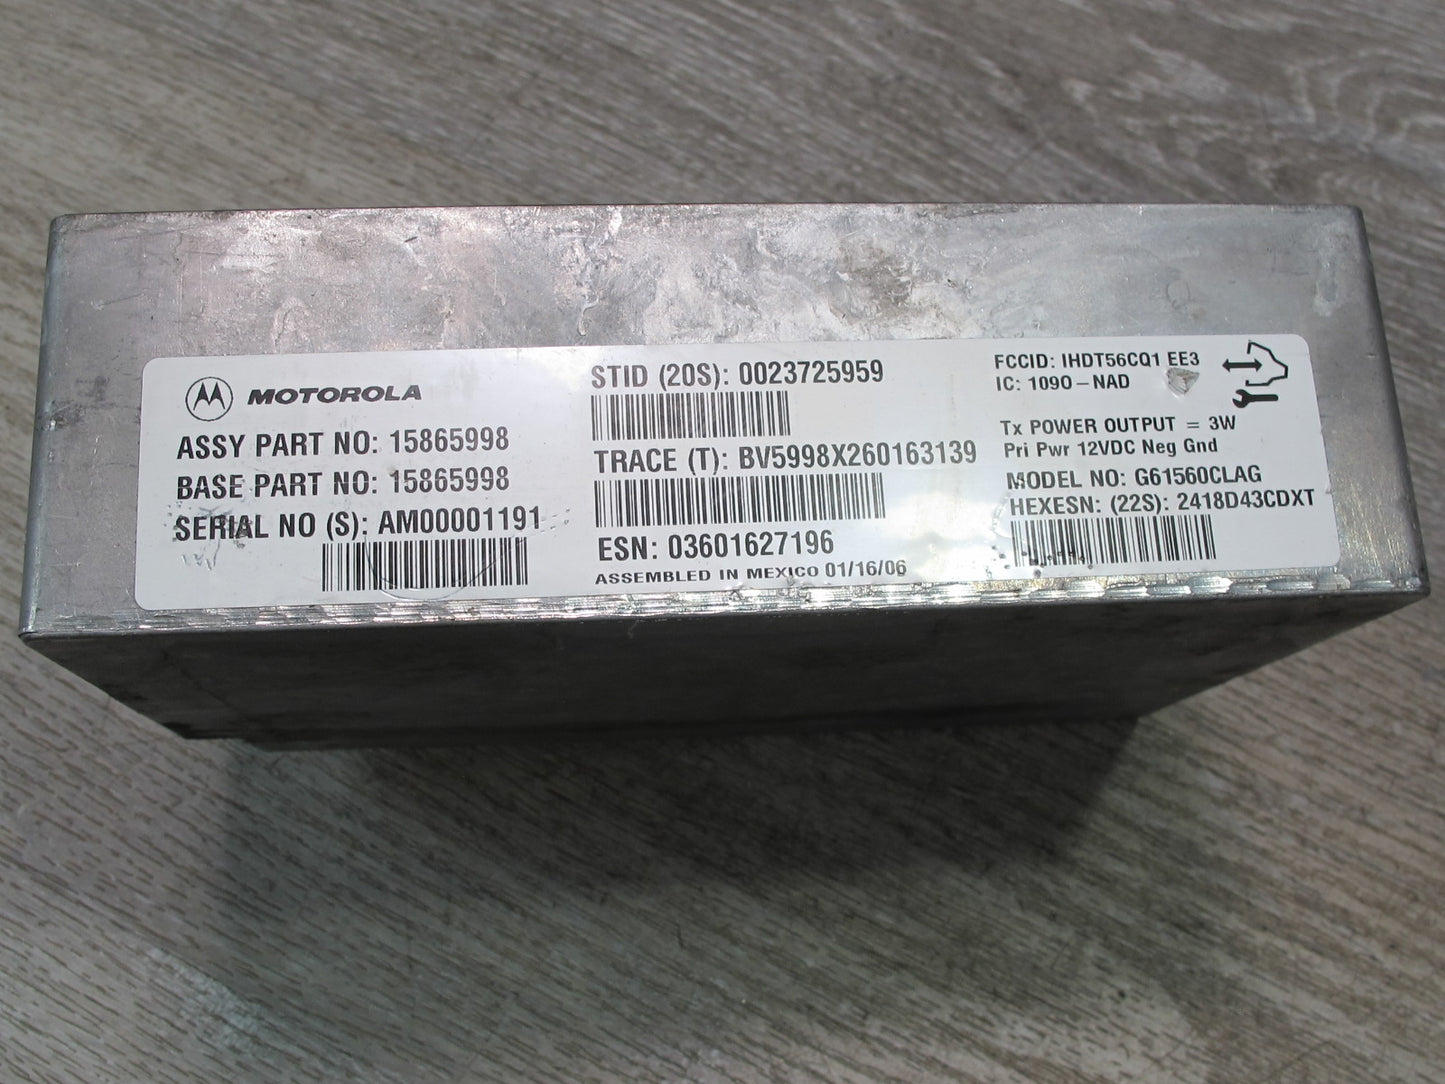 MOTOROLA
ASSY PART NO: 15865998
BASE PART NO: 15865998
SERIAL NO (S): AM00001191
STID (20S): 0023725959
TRACE (T): BV5998X260163139
ESN: 03601627196
ASSEMBLED IN MEXICO 01/16/06
FCCID: IHDT56CQ1 EE3
IC: 1090-NAD
Tx POWER OUTPUT = 3W
Pri Pwr 12VDC Neg Gnd
MODEL NO: G61560CLAG
HEXESN: (22S): 2418D43CDXT